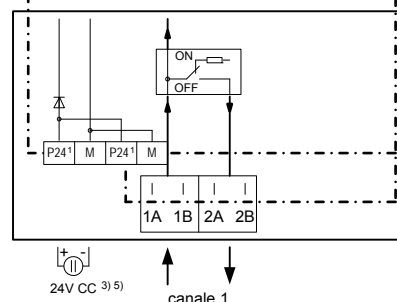 ON
OFF
P24¹ M P24¹ M
I I I I
1A 1B 2A 2B
+ -
24V CC ³⁾ ⁵⁾
canale 1